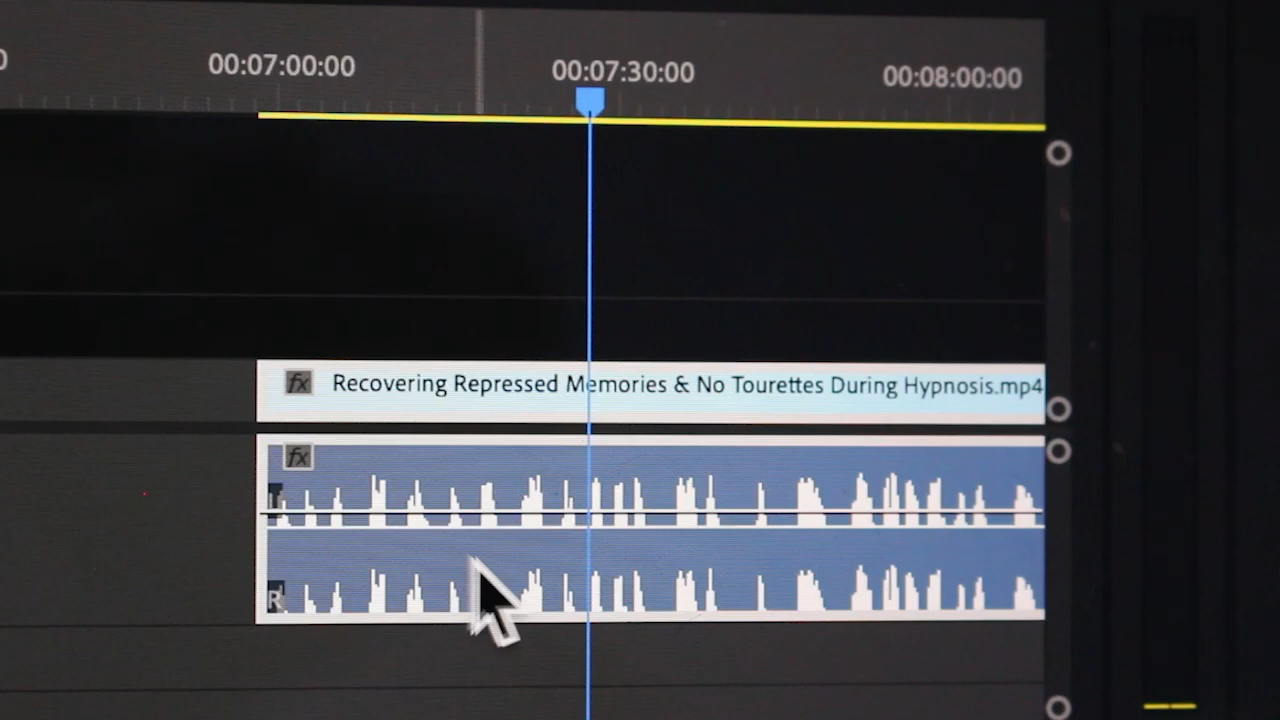 00:07:00:00 00:07:30:00 00:08:00:00
fx Recovering Repressed Memories & No Tourettes During Hypnosis.mp4
fx
R